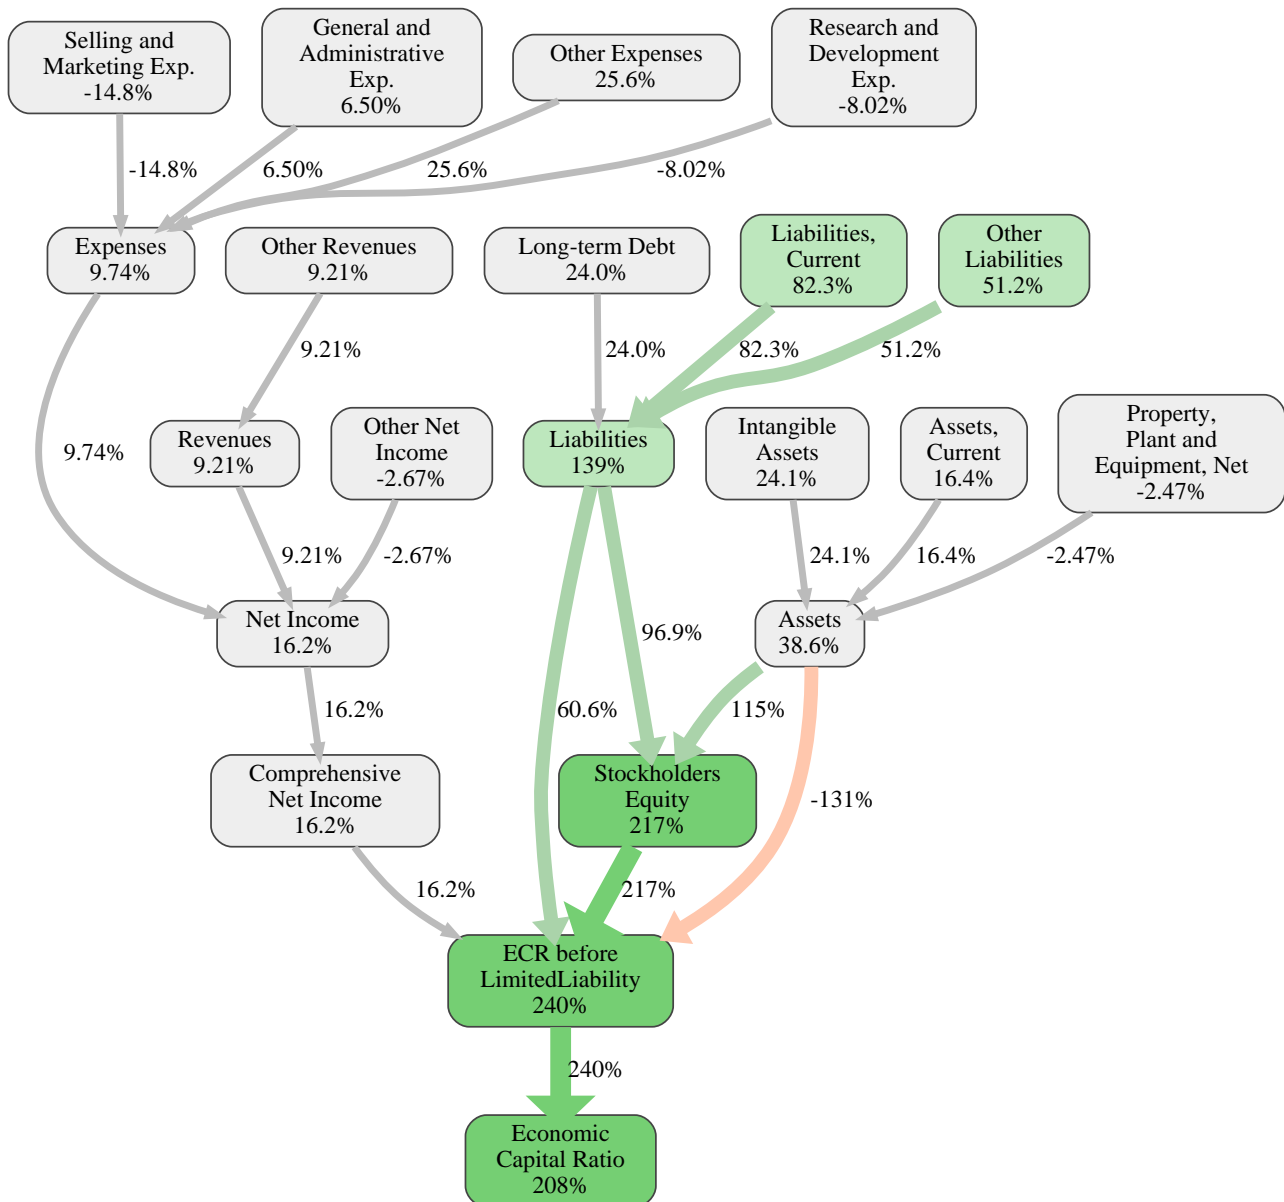 Selling and
Marketing Exp.
-14.8%
General and
Administrative
Exp.
6.50%
Other Expenses
25.6%
Research and
Development
Exp.
-8.02%
-14.8%
6.50%
25.6%
-8.02%
Expenses
9.74%
Other Revenues
9.21%
Long-term Debt
24.0%
Liabilities,
Current
82.3%
Other
Liabilities
51.2%
9.21%
24.0%
82.3%
51.2%
9.74%
Revenues
9.21%
Other Net
Income
-2.67%
Liabilities
139%
Intangible
Assets
24.1%
Assets,
Current
16.4%
Property,
Plant and
Equipment, Net
-2.47%
9.21%
-2.67%
24.1%
16.4%
-2.47%
Net Income
16.2%
96.9%
Assets
38.6%
16.2%
60.6%
115%
Comprehensive
Net Income
16.2%
Stockholders
Equity
217%
-131%
16.2%
217%
ECR before
LimitedLiability
240%
240%
Economic
Capital Ratio
208%